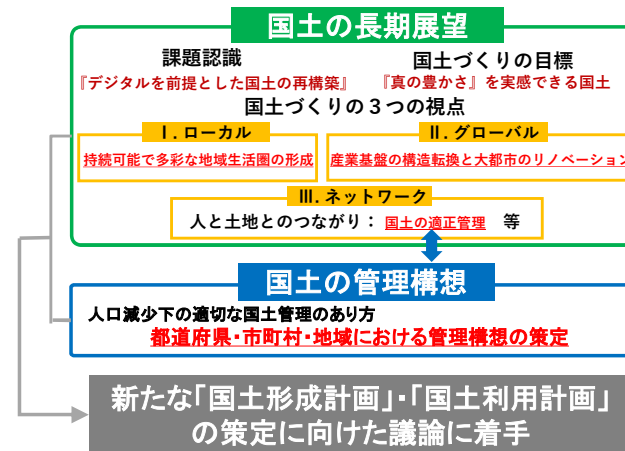 国土の長期展望
課題認識
『デジタルを前提とした国土の再構築』
国土づくりの目標
『真の豊かさ』を実感できる国土
国土づくりの３つの視点
Ⅰ．ローカル
持続可能で多彩な地域生活圏の形成
Ⅱ．グローバル
産業基盤の構造転換と大都市のリノベーション
Ⅲ．ネットワーク
人と土地とのつながり： 国土の適正管理 等
国土の管理構想
人口減少下の適切な国土管理のあり方
都道府県・市町村・地域における管理構想の策定
新たな「国土形成計画」・「国土利用計画」
の策定に向けた議論に着手